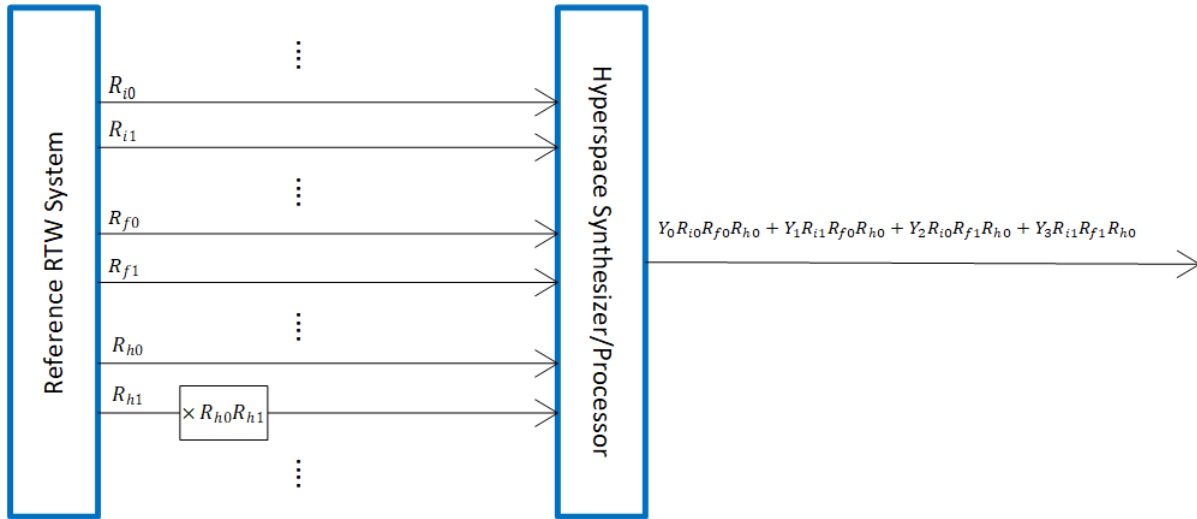 Reference RTW System
R_{i0}
R_{i1}
R_{f0}
R_{f1}
R_{h0}
R_{h1}
× R_{h0}R_{h1}
Hyperspace Synthesizer/Processor
Y_0R_{i0}R_{f0}R_{h0} + Y_1R_{i1}R_{f0}R_{h0} + Y_2R_{i0}R_{f1}R_{h0} + Y_3R_{i1}R_{f1}R_{h0}